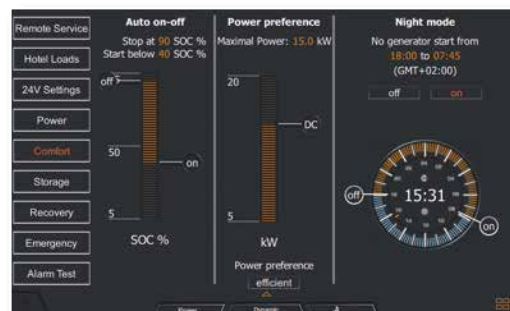 Remote Service
Hotel Loads
24V Settings
Power
Comfort
Storage
Recovery
Emergency
Alarm Test
Auto on-off
Stop at 90 SOC %
Start below 40 SOC %
off
50
on
5
SOC %
Power preference
Maximal Power: 15.0 kW
20
DC
5
kW
Power preference
efficient
Night mode
No generator start from
18:00 to 07:45
(GMT+02:00)
off
on
off
15:31
on
Dynamic